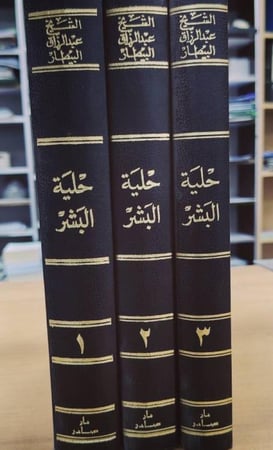 الشيخ
عبدالرزاق
البيطار
حلية
البشر
٣
دار
صادر
الشيخ
عبدالرزاق
البيطار
حلية
البشر
٢
دار
صادر
الشيخ
عبدالرزاق
البيطار
حلية
البشر
١
دار
صادر